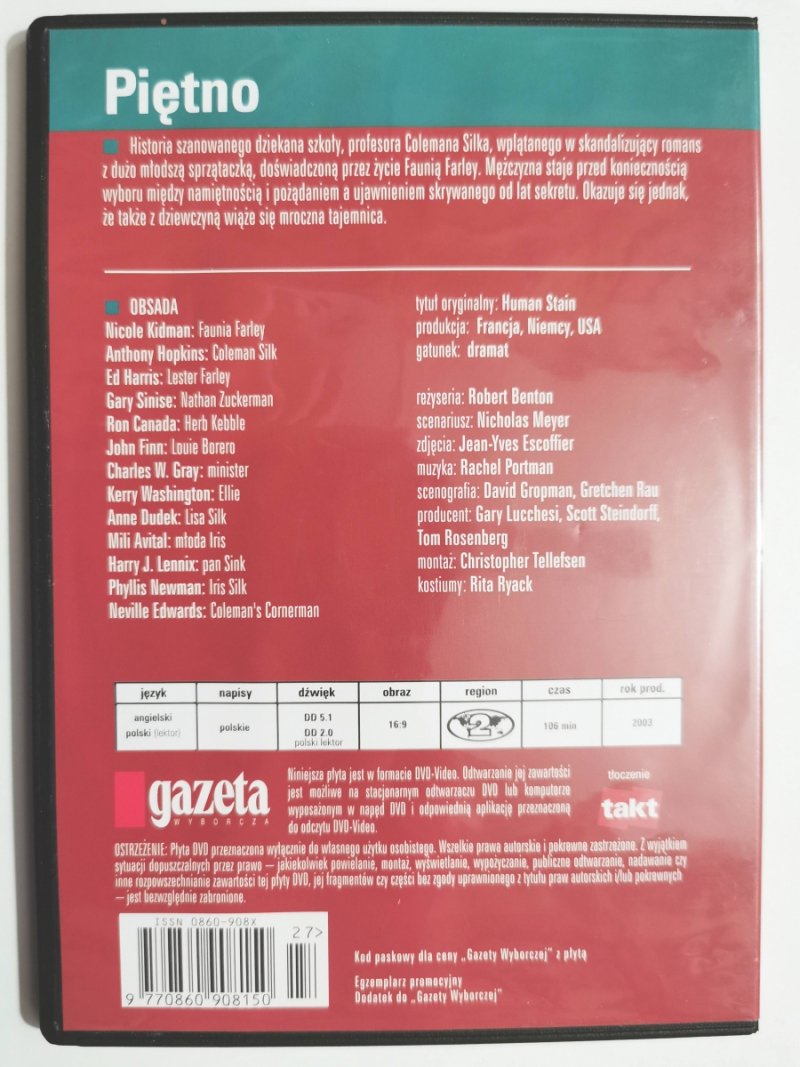 Piętno
Historia szanowanego dziekana szkoły, profesora Colemana Silka, wplątanego w skandalizujący romans
z dużo młodszą sprzątaczką, doświadczoną przez życie Faunią Farley. Mężczyzna staje przed koniecznością
wyboru między namiętnością i pożądaniem a ujawnieniem skrywanego od lat sekretu. Okazuje się jednak,
że także z dziewczyną wiąże się mroczna tajemnica.
OBSADA
Nicole Kidman: Faunia Farley
Anthony Hopkins: Coleman Silk
Ed Harris: Lester Farley
Gary Sinise: Nathan Zuckerman
Ron Canada: Herb Kebble
John Finn: Louie Borero
Charles W. Gray: minister
Kerry Washington: Ellie
Anne Dudek: Lisa Silk
Mili Avital: młoda Iris
Harry J. Lennix: pan Sink
Phyllis Newman: Iris Silk
Neville Edwards: Coleman's Cornerman
tytuł oryginalny: Human Stain
produkcja: Francja, Niemcy, USA
gatunek: dramat
reżyseria: Robert Benton
scenariusz: Nicholas Meyer
zdjęcia: Jean-Yves Escoffier
muzyka: Rachel Portman
scenografia: David Gropman, Gretchen Rau
producent: Gary Lucchesi, Scott Steindorff,
Tom Rosenberg
montaż: Christopher Tellefsen
kostiumy: Rita Ryack
język napisy dźwięk obraz region czas rok prod.
angielski
polski (lektor)
polskie
DD 5.1
DD 2.0
polski lektor
16:9
2
106 min
2003
gazeta
WYBORCZA
Niniejsza płyta jest w formacie DVD-Video. Odtwarzanie jej zawartości
jest możliwe na stacjonarnym odtwarzaczu DVD lub komputerze
wyposażonym w napęd DVD i odpowiednią aplikację przeznaczoną
do odczytu DVD-Video.
tłoczenie
takt
OSTRZEŻENIE: Płyta DVD przeznaczona wyłącznie do własnego użytku osobistego. Wszelkie prawa autorskie i pokrewne zastrzeżono. Z wyjątkiem
sytuacji dopuszczalnych przez prawo – jakiekolwiek powielanie, montaż, wyświetlanie, wypożyczanie, publiczne odtwarzanie, nadawanie czy
inne rozpowszechnianie zawartości tej płyty DVD, jej fragmentów czy części bez zgody uprawnionego z tytułu praw autorskich i/lub pokrewnych
– jest bezwzględnie zabronione.
ISSN 0860-908X
27>
9 770860 908150
Kod paskowy dla ceny „Gazety Wyborczej" z płytą
Egzemplarz promocyjny
Dodatek do „Gazety Wyborczej"